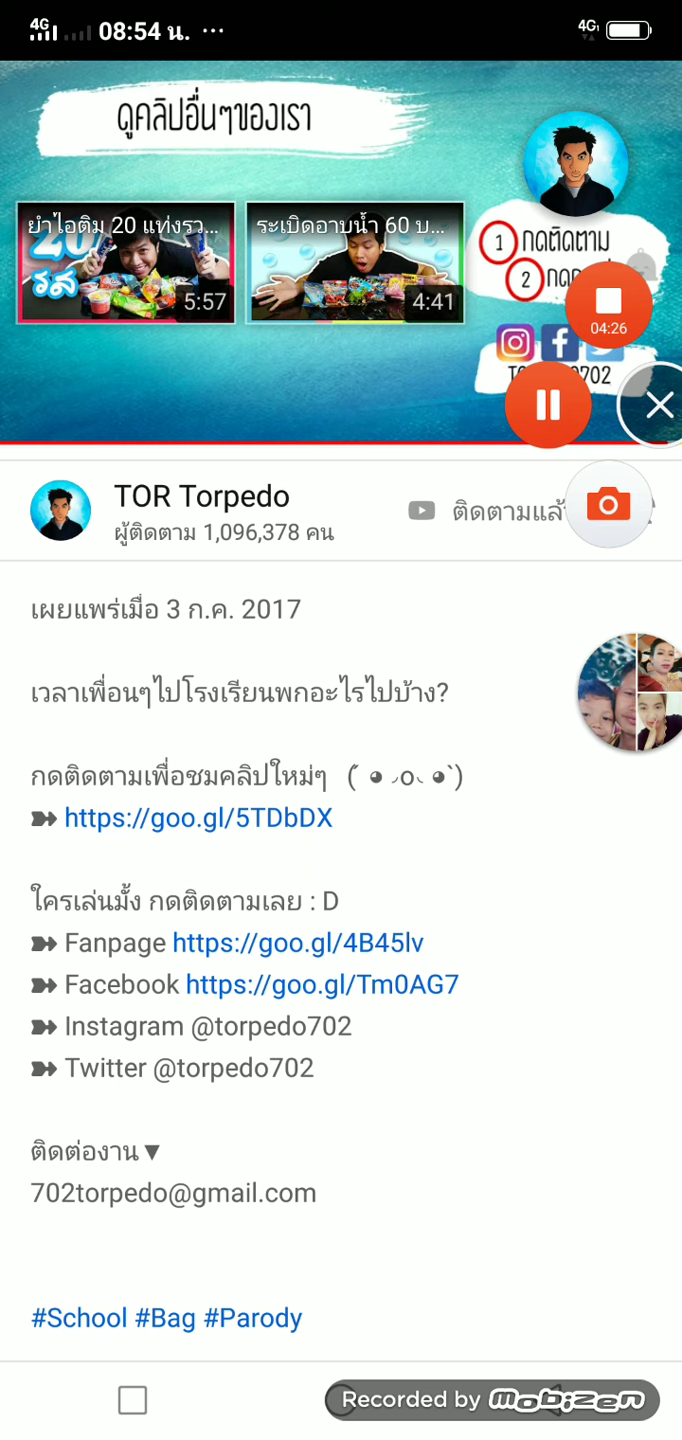 4G 08:54 น. ... 4G
ดูคลิปอื่นๆของเรา
ยำไอติม 20 แท่งรว...
ระเบิดอาบน้ำ 60 บ...
20
รส
5:57
4:41
1 กดติดตาม
2
04:26
702
TOR Torpedo
ผู้ติดตาม 1,096,378 คน
ติดตามแล้ว
เผยแพร่เมื่อ 3 ก.ค. 2017
เวลาเพื่อนๆไปโรงเรียนพกอะไรไปบ้าง?
กดติดตามเพื่อชมคลิปใหม่ๆ (´◕◞౪◟◕`)
➽ https://goo.gl/5TDbDX
ใครเล่นมั้ง กดติดตามเลย : D
➽ Fanpage https://goo.gl/4B45lv
➽ Facebook https://goo.gl/Tm0AG7
➽ Instagram @torpedo702
➽ Twitter @torpedo702
ติดต่องาน▼
702torpedo@gmail.com
#School #Bag #Parody
Recorded by mobizen